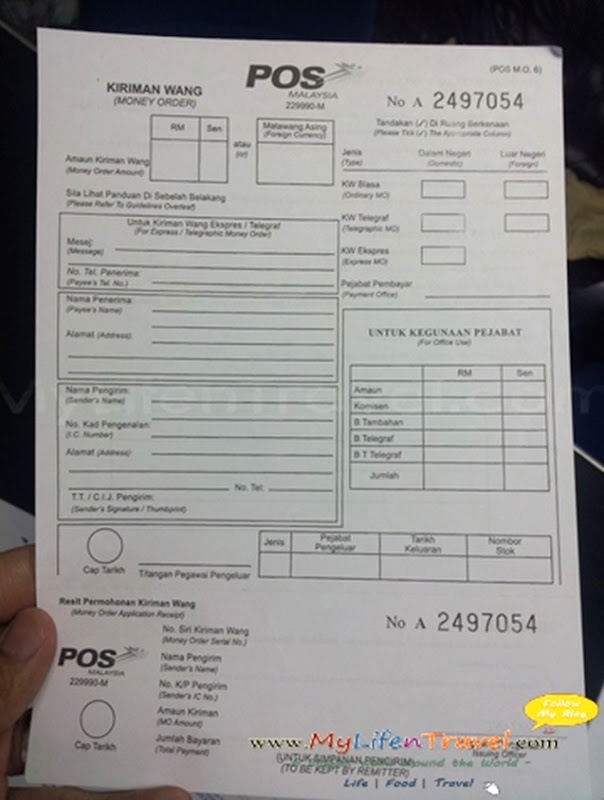 KIRIMAN WANG
(MONEY ORDER)
POS
MALAYSIA
229990-M
(POS M.O. 6)
No A 2497054
RM Sen
atau
(or)
Matawang Asing
(Foreign Currency)
Amaun Kiriman Wang
(Money Order Amount)
Sila Lihat Panduan Di Sebelah Belakang
(Please Refer To Guidelines Overleaf)
Tandakan (✓) Di Ruang Berkenaan
(Please Tick (✓) The Appropriate Column)
Jenis Dalam Negeri Luar Negeri
(Type) (Domestic) (Foreign)
KW Biasa
(Ordinary MO)
KW Telegraf
(Telegraphic MO)
KW Ekspres
(Express MO)
Pejabat Pembayar
(Payment Office)
Untuk Kiriman Wang Ekspres / Telegraf
(For Express / Telegraphic Money Order)
Mesej:
(Message)
No. Tel. Penerima:
(Payee's Tel. No.)
Nama Penerima:
(Payee's Name)
Alamat (Address):
Nama Pengirim:
(Sender's Name)
No. Kad Pengenalan:
(I.C. Number)
Alamat (Address):
No. Tel:
T.T. / C.I.J. Pengirim:
(Sender's Signature / Thumbprint)
UNTUK KEGUNAAN PEJABAT
(For Office Use)
RM Sen
Amaun
Komisen
B Tambahan
B Telegraf
B T Telegraf
Jumlah
Cap Tarikh
T/tangan Pegawai Pengeluar
Jenis Pejabat Pengeluar Tarikh Keluaran Nombor Stok
Resit Permohonan Kiriman Wang
(Money Order Application Receipt)
No A 2497054
POS
MALAYSIA
229990-M
Cap Tarikh
No. Siri Kiriman Wang
(Money Order Serial No.)
Nama Pengirim
(Sender's Name)
No. K/P Pengirim
(Sender's IC No.)
Amaun Kiriman
(MO Amount)
Jumlah Bayaran
(Total Payment)
Issuing Officer
(UNTUK SIMPANAN PENGIRIM)
(TO BE KEPT BY REMITTER)
Follow
My Blog
www.MyLifenTravel.com
Around the World -
Life | Food | Travel